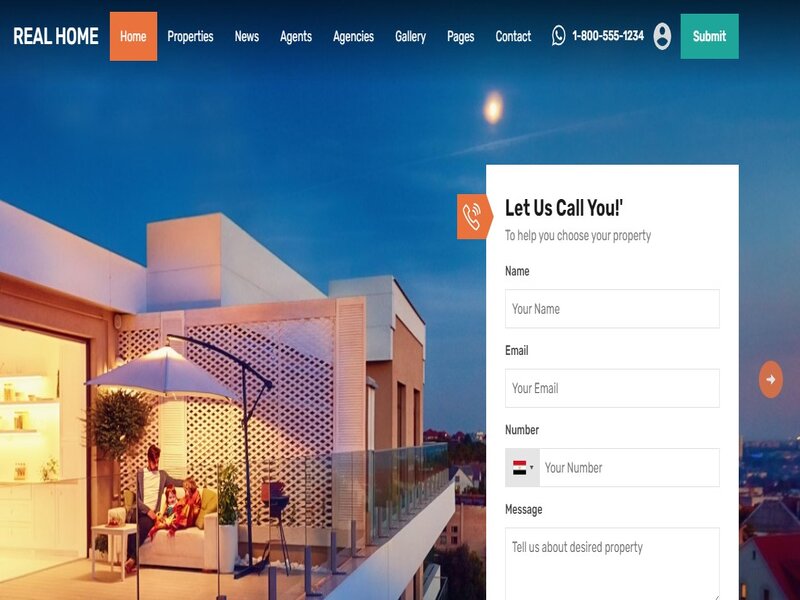 REAL HOME
Home Properties News Agents Agencies Gallery Pages Contact 1-800-555-1234 Submit
Let Us Call You!'
To help you choose your property
Name
Your Name
Email
Your Email
Number
Your Number
Message
Tell us about desired property